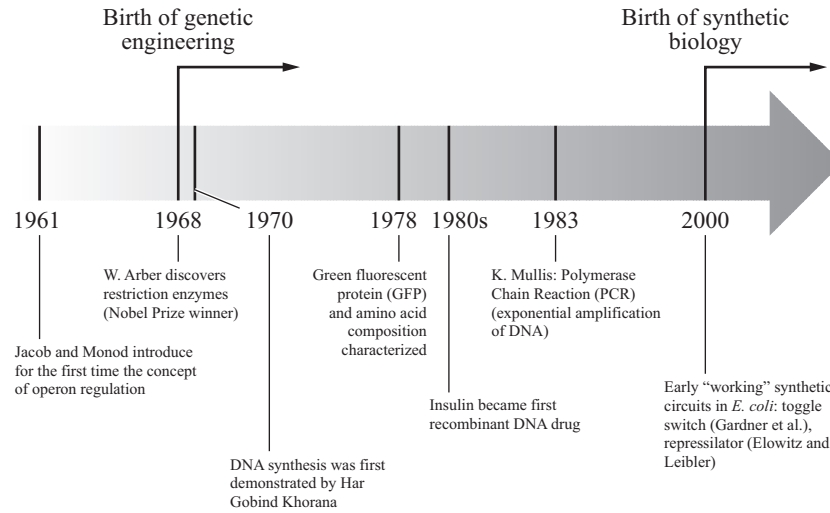 Birth of genetic
engineering
Birth of synthetic
biology
1961
1968
1970
1978
1980s
1983
2000
W. Arber discovers
restriction enzymes
(Nobel Prize winner)
Green fluorescent
protein (GFP)
and amino acid
composition
characterized
K. Mullis: Polymerase
Chain Reaction (PCR)
(exponential amplification
of DNA)
Jacob and Monod introduce
for the first time the concept
of operon regulation
Insulin became first
recombinant DNA drug
Early “working” synthetic
circuits in E. coli: toggle
switch (Gardner et al.),
repressilator (Elowitz and
Leibler)
DNA synthesis was first
demonstrated by Har
Gobind Khorana